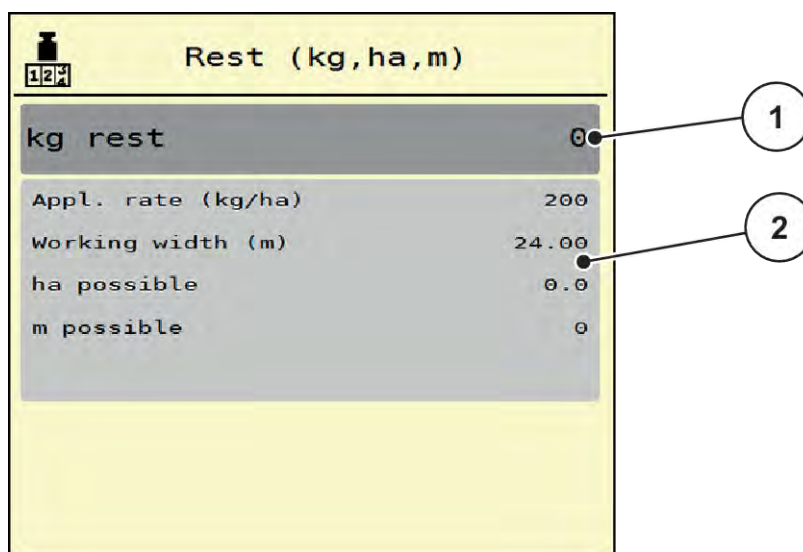 Rest (kg,ha,m)
kg rest 0
1
Appl. rate (kg/ha) 200
Working width (m) 24.00
2
ha possible 0.0
m possible 0